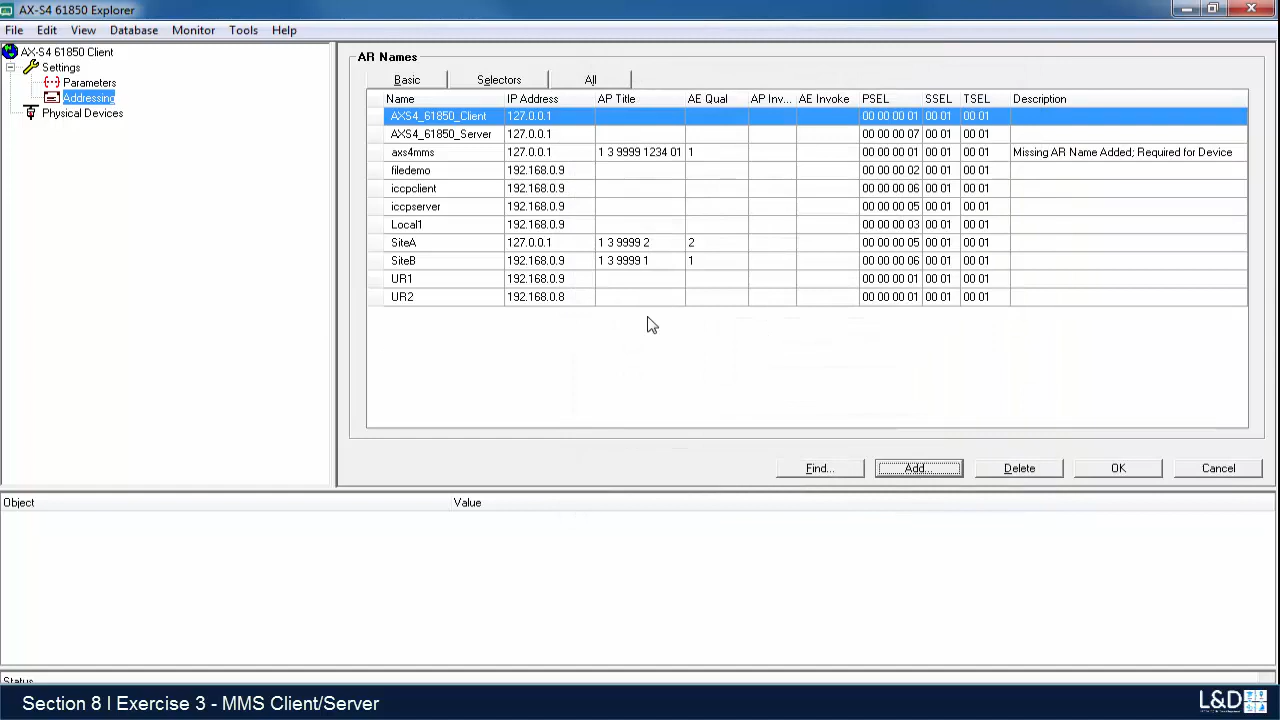 AX-S4 61850 Explorer
File Edit View Database Monitor Tools Help
AX-S4 61850 Client
Settings
Parameters
Addressing
Physical Devices
AR Names
Basic Selectors All
Name IP Address AP Title AE Qual AP Inv... AE Invoke PSEL SSEL TSEL Description
AXS4_61850_Client 127.0.0.1 00 00 00 01 00 01 00 01
AXS4_61850_Server 127.0.0.1 00 00 00 07 00 01 00 01
axs4mms 127.0.0.1 1 3 9999 1234 01 1 00 00 00 01 00 01 00 01 Missing AR Name Added; Required for Device
filedemo 192.168.0.9 00 00 00 02 00 01 00 01
iccpclient 192.168.0.9 00 00 00 06 00 01 00 01
iccpserver 192.168.0.9 00 00 00 05 00 01 00 01
Local1 192.168.0.9 00 00 00 03 00 01 00 01
SiteA 127.0.0.1 1 3 9999 2 2 00 00 00 05 00 01 00 01
SiteB 192.168.0.9 1 3 9999 1 1 00 00 00 06 00 01 00 01
UR1 192.168.0.9 00 00 00 01 00 01 00 01
UR2 192.168.0.8 00 00 00 01 00 01 00 01
Find... Add... Delete OK Cancel
Object Value
Status
Section 8 | Exercise 3 - MMS Client/Server
L&D